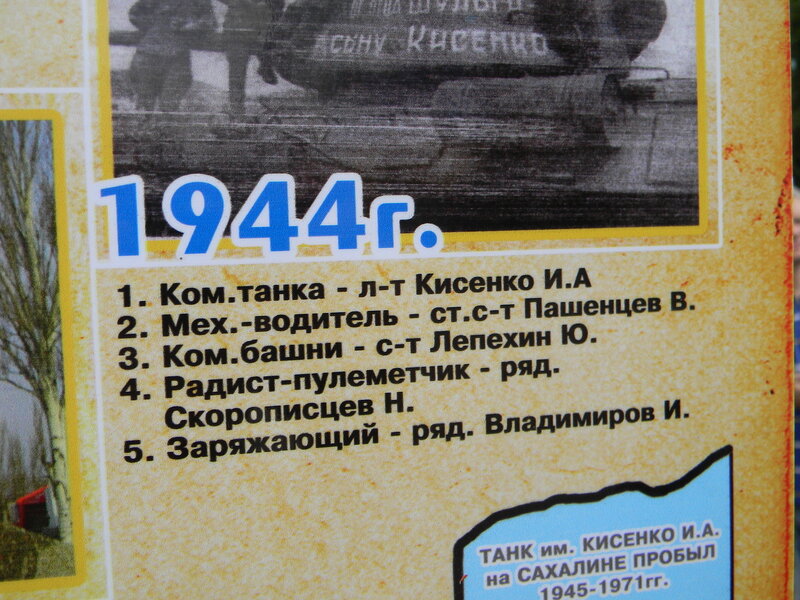 ШУЛЬГА
СЫНУ КИСЕНКО
1944г.
1. Ком.танка - л-т Кисенко И.А
2. Мех.-водитель - ст.с-т Пашенцев В.
3. Ком.башни - с-т Лепехин Ю.
4. Радист-пулеметчик - ряд.
Скорописцев Н.
5. Заряжающий - ряд. Владимиров И.
ТАНК им. КИСЕНКО И.А.
на САХАЛИНЕ ПРОБЫЛ
1945-1971гг.